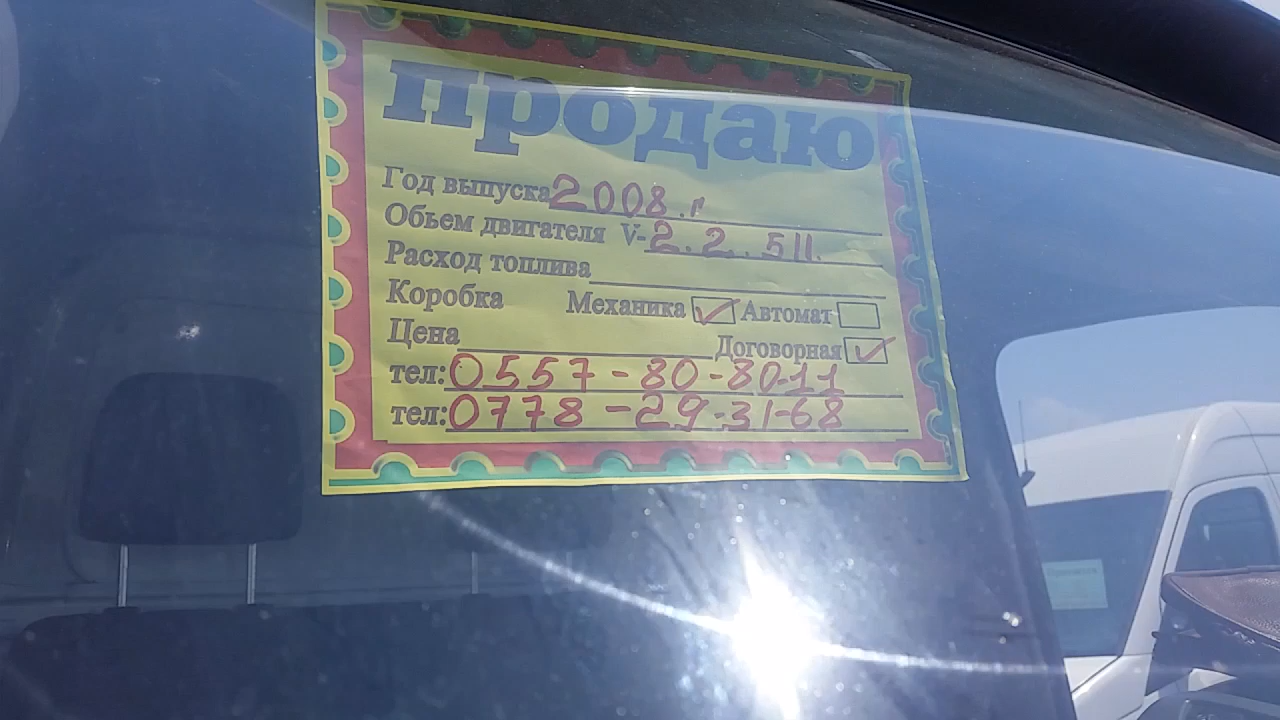 продаю
Год выпуска 2008.г
Обьем двигателя V- 2.2. 511.
Расход топлива
Коробка Механика ✓ Автомат
Цена Договорная ✓
тел: 0557-80-80-11
тел: 0778-29-31-68